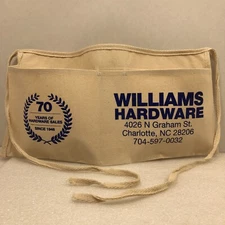 70
YEARS OF
HARDWARE SALES
SINCE 1946
WILLIAMS
HARDWARE
4026 N Graham St.
Charlotte, NC 28206
704-597-0032